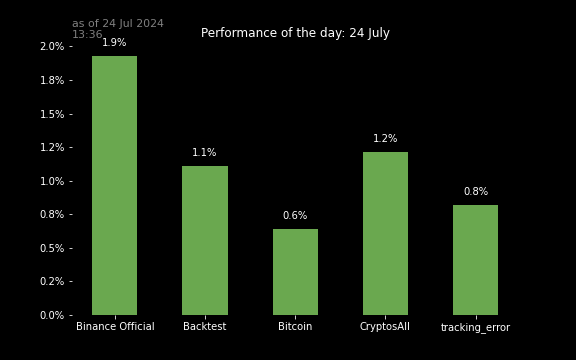 as of 24 Jul 2024
13:36
Performance of the day: 24 July
2.0%
1.8%
1.5%
1.2%
1.0%
0.8%
0.5%
0.2%
0.0%
1.9%
1.1%
0.6%
1.2%
0.8%
Binance Official
Backtest
Bitcoin
CryptosAll
tracking_error